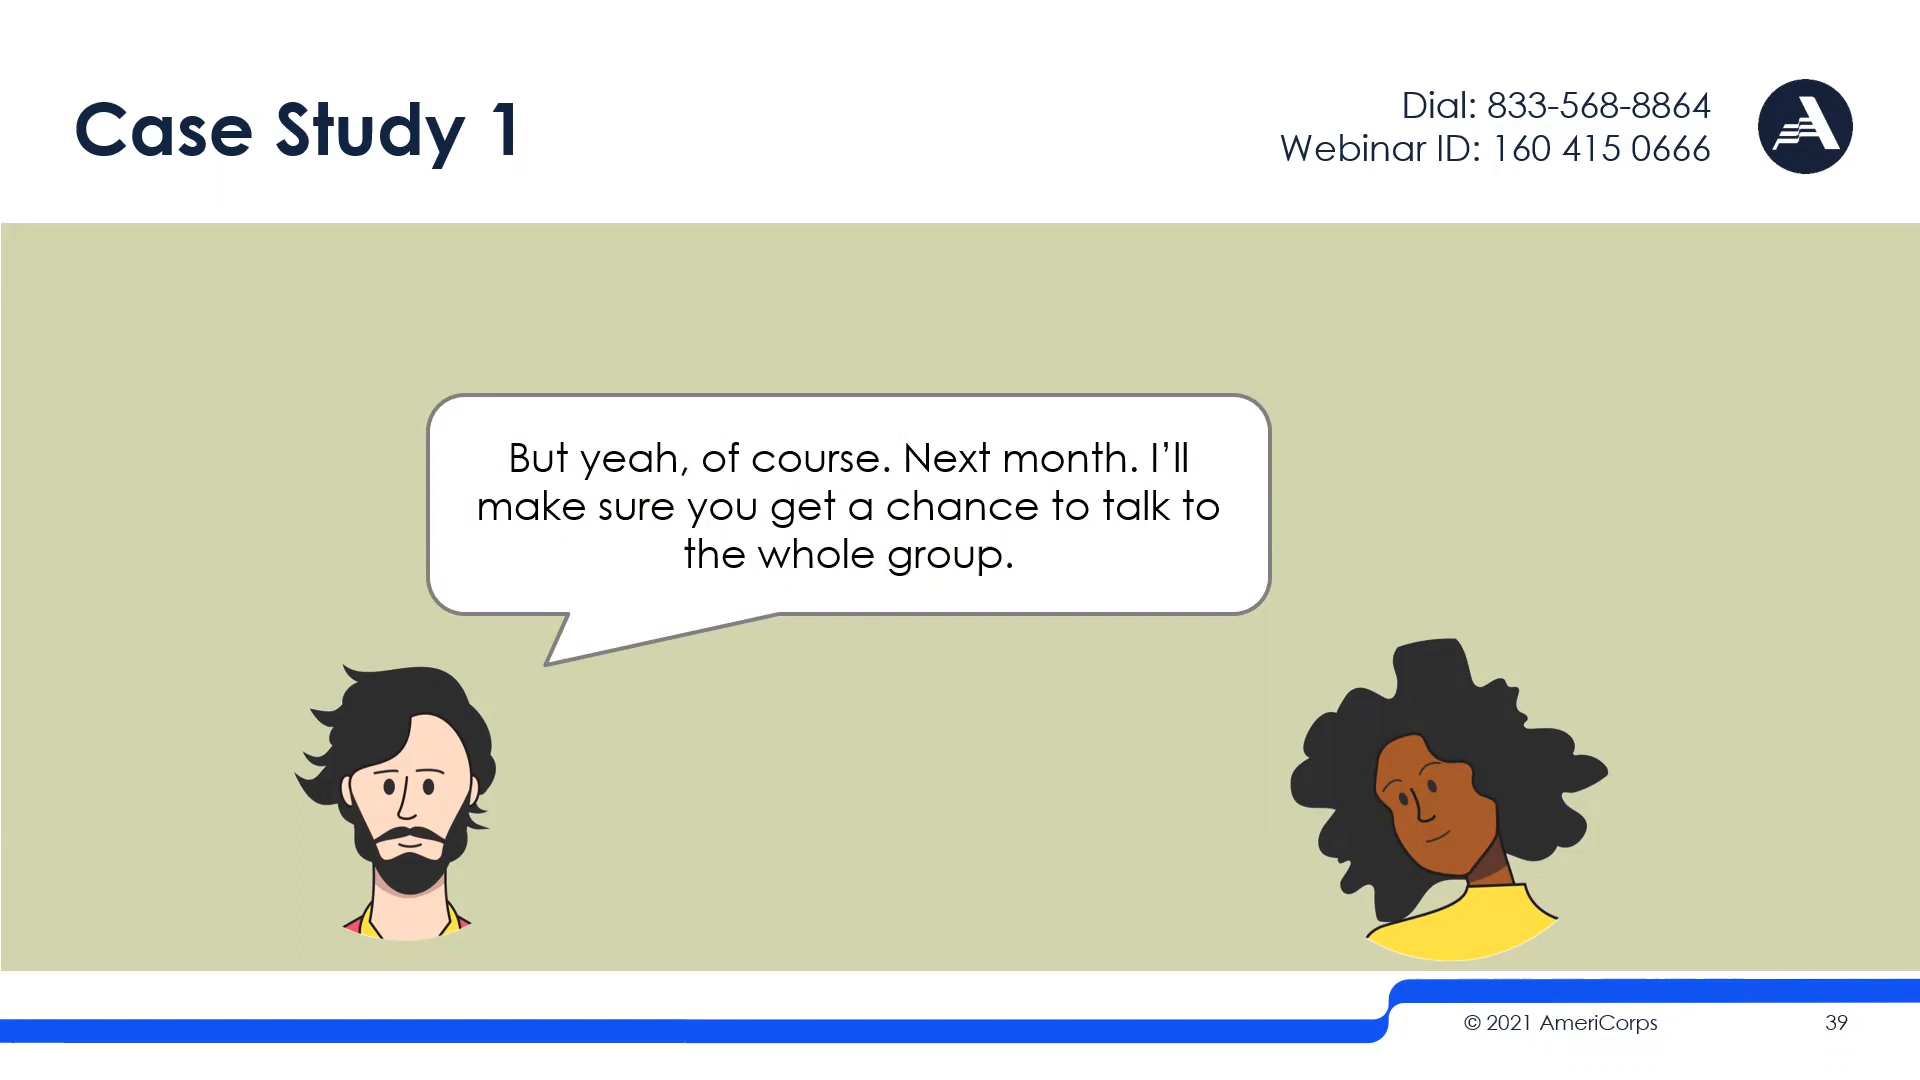 Case Study 1
Dial: 833-568-8864
Webinar ID: 160 415 0666
But yeah, of course. Next month. I’ll
make sure you get a chance to talk to
the whole group.
© 2021 AmeriCorps
39